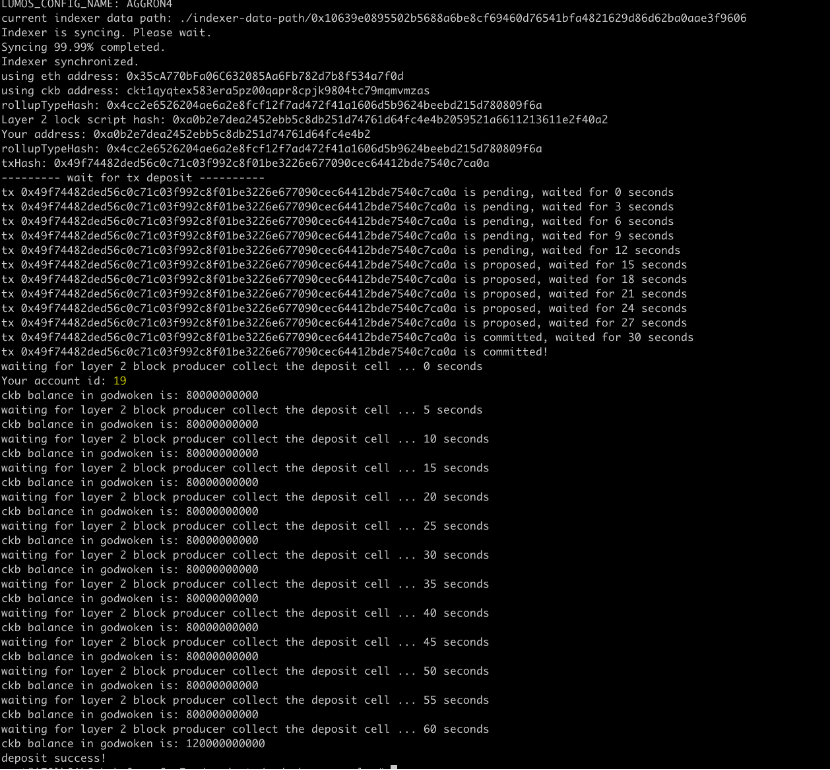 LUMOS_CONFIG_NAME: AGGRON4
current indexer data path: ./indexer-data-path/0x10639e0895502b5688a6be8cf69460d76541bfa4821629d86d62ba0aae3f9606
Indexer is syncing. Please wait.
Syncing 99.99% completed.
Indexer synchronized.
using eth address: 0x35cA770bFa06C632085Aa6Fb782d7b8f534a7f0d
using ckb address: ckt1qyqtex583era5pz00qapr8cpjk9804tc79mqmvmzas
rollupTypeHash: 0x4cc2e6526204ae6a2e8fcf12f7ad472f41a1606d5b9624beebd215d780809f6a
Layer 2 lock script hash: 0xa0b2e7dea2452ebb5c8db251d74761d64fc4e4b2059521a6611213611e2f40a2
Your address: 0xa0b2e7dea2452ebb5c8db251d74761d64fc4e4b2
rollupTypeHash: 0x4cc2e6526204ae6a2e8fcf12f7ad472f41a1606d5b9624beebd215d780809f6a
txHash: 0x49f74482ded56c0c71c03f992c8f01be3226e677090cec64412bde7540c7ca0a
--------- wait for tx deposit ----------
tx 0x49f74482ded56c0c71c03f992c8f01be3226e677090cec64412bde7540c7ca0a is pending, waited for 0 seconds
tx 0x49f74482ded56c0c71c03f992c8f01be3226e677090cec64412bde7540c7ca0a is pending, waited for 3 seconds
tx 0x49f74482ded56c0c71c03f992c8f01be3226e677090cec64412bde7540c7ca0a is pending, waited for 6 seconds
tx 0x49f74482ded56c0c71c03f992c8f01be3226e677090cec64412bde7540c7ca0a is pending, waited for 9 seconds
tx 0x49f74482ded56c0c71c03f992c8f01be3226e677090cec64412bde7540c7ca0a is pending, waited for 12 seconds
tx 0x49f74482ded56c0c71c03f992c8f01be3226e677090cec64412bde7540c7ca0a is proposed, waited for 15 seconds
tx 0x49f74482ded56c0c71c03f992c8f01be3226e677090cec64412bde7540c7ca0a is proposed, waited for 18 seconds
tx 0x49f74482ded56c0c71c03f992c8f01be3226e677090cec64412bde7540c7ca0a is proposed, waited for 21 seconds
tx 0x49f74482ded56c0c71c03f992c8f01be3226e677090cec64412bde7540c7ca0a is proposed, waited for 24 seconds
tx 0x49f74482ded56c0c71c03f992c8f01be3226e677090cec64412bde7540c7ca0a is proposed, waited for 27 seconds
tx 0x49f74482ded56c0c71c03f992c8f01be3226e677090cec64412bde7540c7ca0a is committed, waited for 30 seconds
tx 0x49f74482ded56c0c71c03f992c8f01be3226e677090cec64412bde7540c7ca0a is committed!
waiting for layer 2 block producer collect the deposit cell ... 0 seconds
Your account id: 19
ckb balance in godwoken is: 80000000000
waiting for layer 2 block producer collect the deposit cell ... 5 seconds
ckb balance in godwoken is: 80000000000
waiting for layer 2 block producer collect the deposit cell ... 10 seconds
ckb balance in godwoken is: 80000000000
waiting for layer 2 block producer collect the deposit cell ... 15 seconds
ckb balance in godwoken is: 80000000000
waiting for layer 2 block producer collect the deposit cell ... 20 seconds
ckb balance in godwoken is: 80000000000
waiting for layer 2 block producer collect the deposit cell ... 25 seconds
ckb balance in godwoken is: 80000000000
waiting for layer 2 block producer collect the deposit cell ... 30 seconds
ckb balance in godwoken is: 80000000000
waiting for layer 2 block producer collect the deposit cell ... 35 seconds
ckb balance in godwoken is: 80000000000
waiting for layer 2 block producer collect the deposit cell ... 40 seconds
ckb balance in godwoken is: 80000000000
waiting for layer 2 block producer collect the deposit cell ... 45 seconds
ckb balance in godwoken is: 80000000000
waiting for layer 2 block producer collect the deposit cell ... 50 seconds
ckb balance in godwoken is: 80000000000
waiting for layer 2 block producer collect the deposit cell ... 55 seconds
ckb balance in godwoken is: 80000000000
waiting for layer 2 block producer collect the deposit cell ... 60 seconds
ckb balance in godwoken is: 120000000000
deposit success!